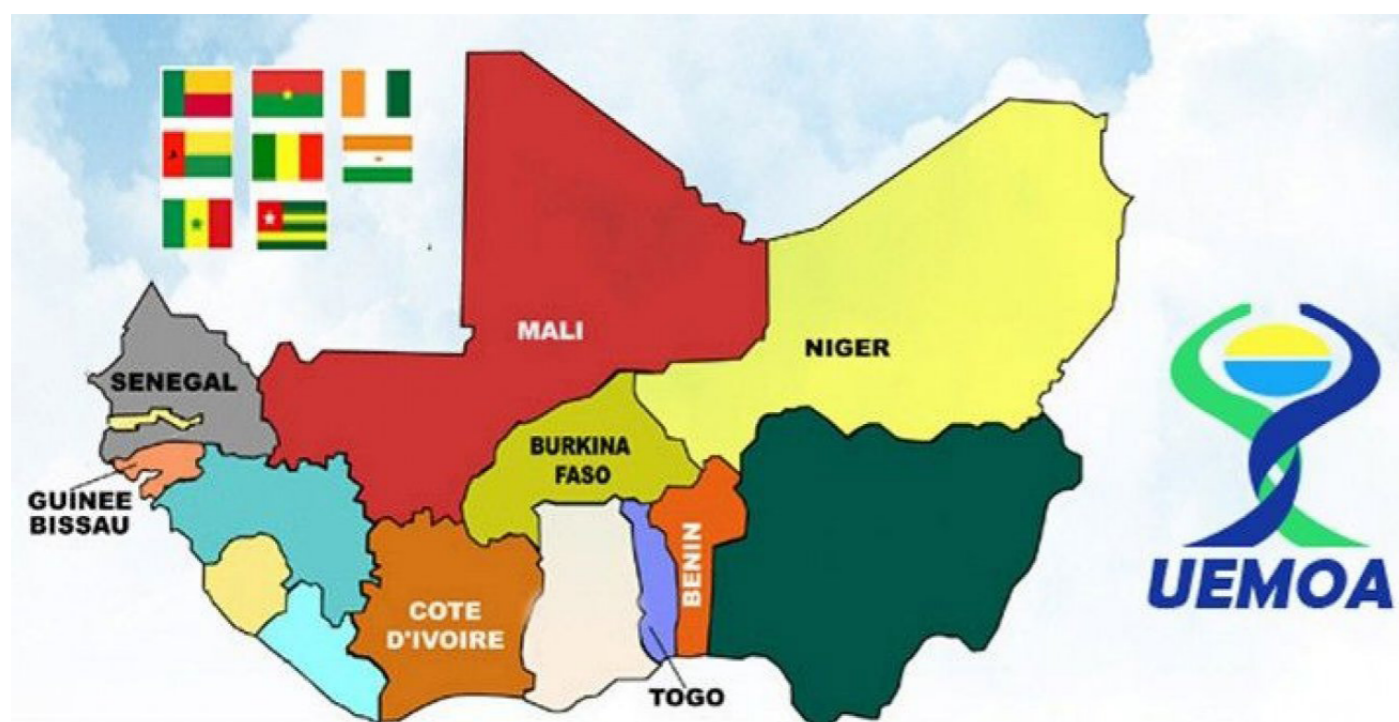 MALI
NIGER
SENEGAL
BURKINA
FASO
GUINEE
BISSAU
BENIN
COTE
D'IVOIRE
TOGO
UEMOA